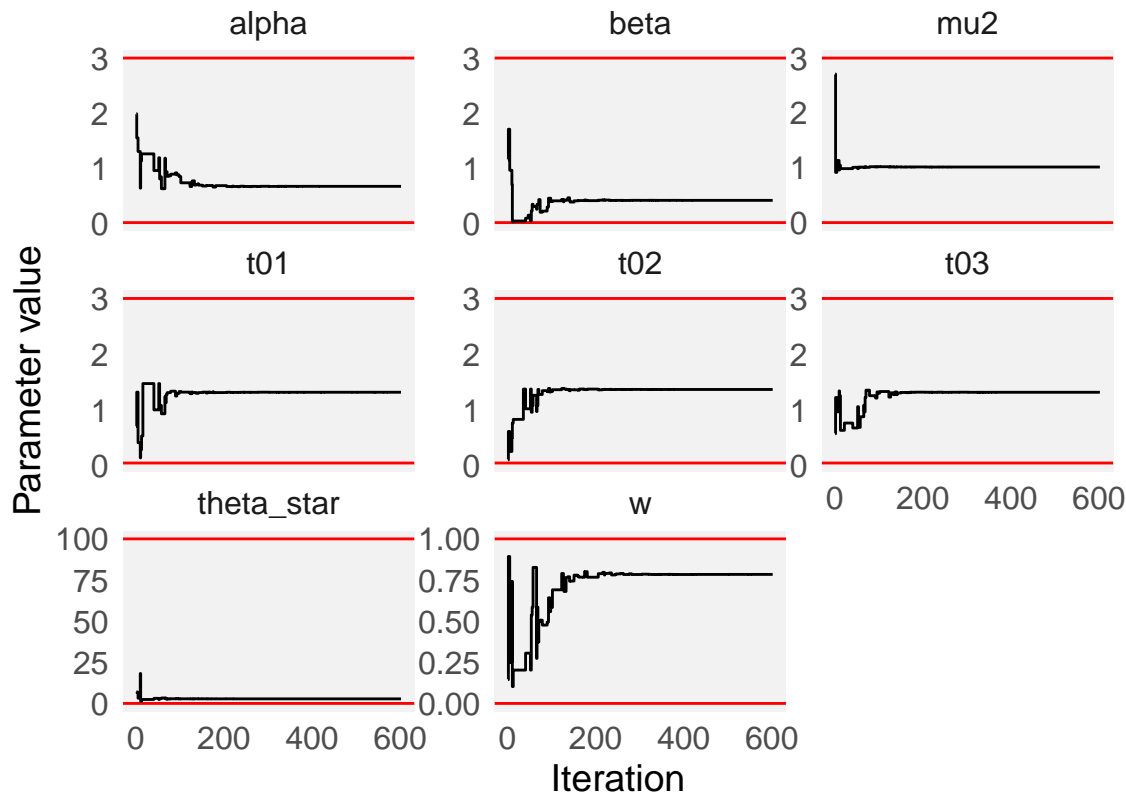 alpha beta mu2
3 3 3
2 2 2
1 1 1
0 0 0
t01 t02 t03
3 3 3
2 2 2
1 1 1
0 0 0
0 200 400 600
theta_star w
100 1.00
75 0.75
50 0.50
25 0.25
0 0.00
0 200 400 600 0 200 400 600
Iteration
Parameter value